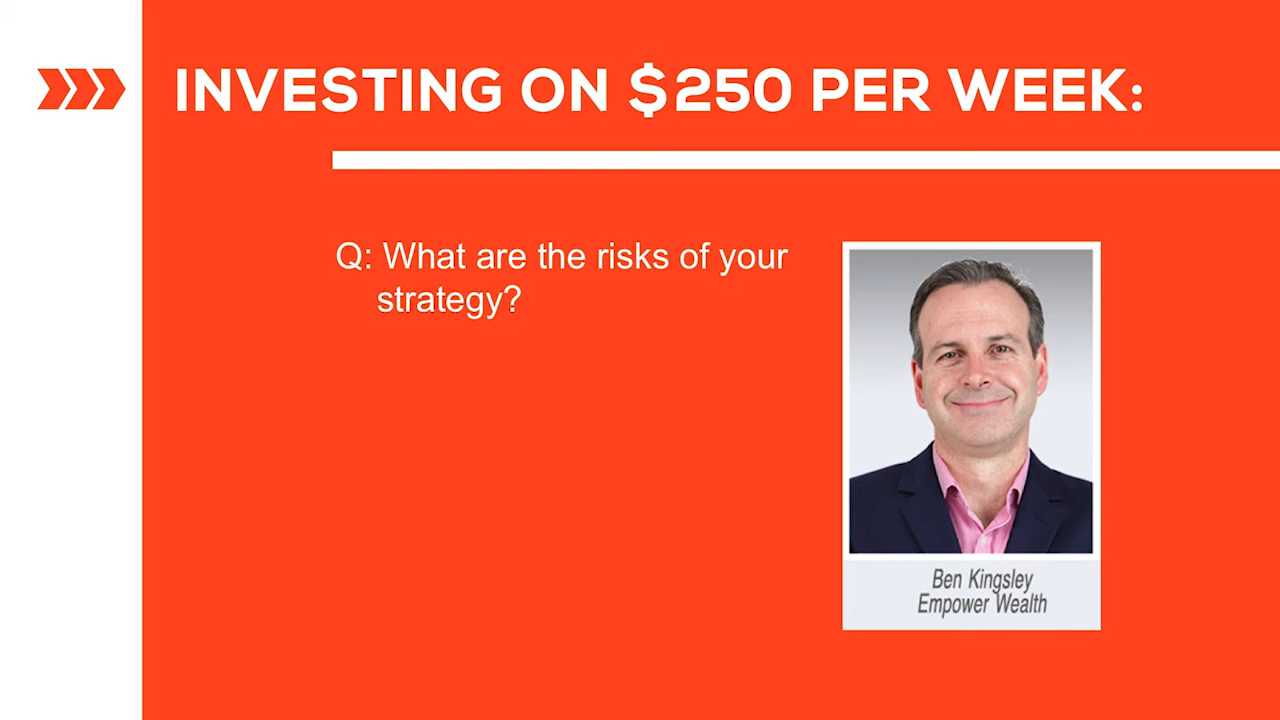 INVESTING ON $250 PER WEEK:
Q: What are the risks of your
strategy?
Ben Kingsley
Empower Wealth